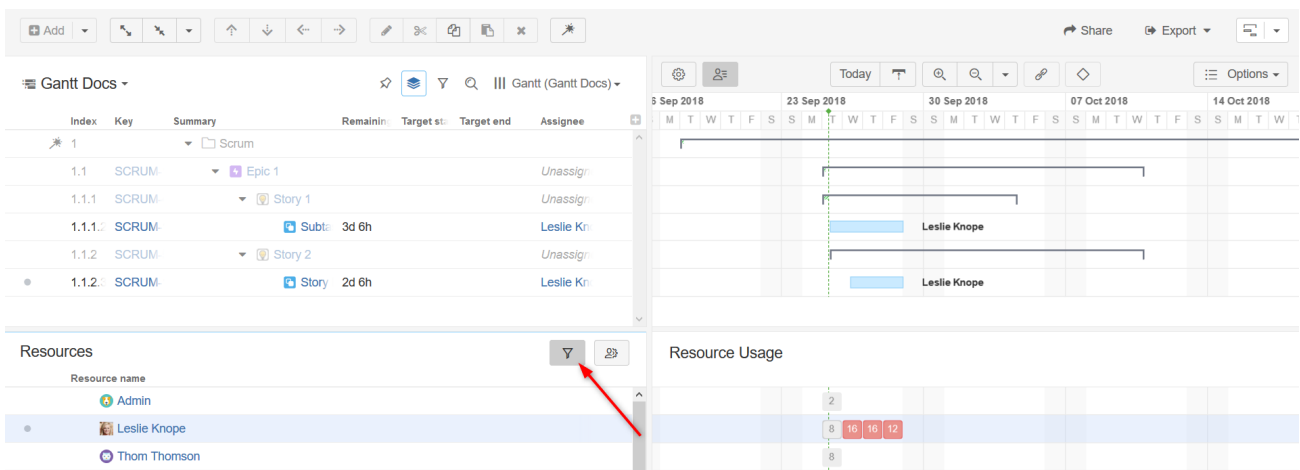 Add
Share
Export
Gantt Docs
Gantt (Gantt Docs)
Today
Options
Sep 2018 23 Sep 2018 30 Sep 2018 07 Oct 2018 14 Oct 2018
Index Key Summary Remaining Target sta Target end Assignee
M T W T F S S M T W T F S S M T W T F S S M T W T F S S M T W
1 Scrum
1.1 SCRUM Epic 1 Unassign
1.1.1 SCRUM- Story 1 Unassign
1.1.1. SCRUM- Subta 3d 6h Leslie Kn Leslie Knope
1.1.2 SCRUM Story 2 Unassign
1.1.2. SCRUM- Story 2d 6h Leslie Kn Leslie Knope
Resources
Resource Usage
Resource name
Admin 2
Leslie Knope 8 16 16 12
Thom Thomson 8